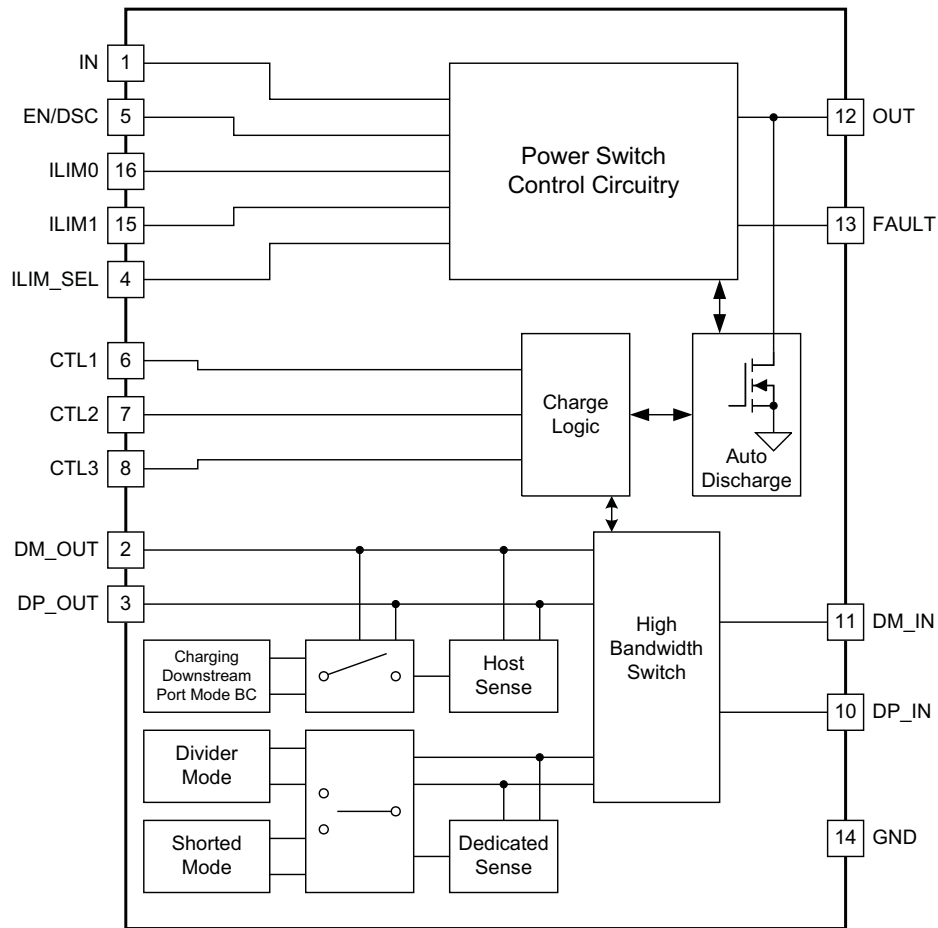 IN 1
EN/DSC 5
ILIM0 16
ILIM1 15
ILIM_SEL 4
CTL1 6
CTL2 7
CTL3 8
DM_OUT 2
DP_OUT 3
Power Switch
Control Circuitry
12 OUT
13 FAULT
Charge
Logic
Auto
Discharge
High
Bandwidth
Switch
11 DM_IN
10 DP_IN
14 GND
Charging
Downstream
Port Mode BC
Host
Sense
Divider
Mode
Shorted
Mode
Dedicated
Sense